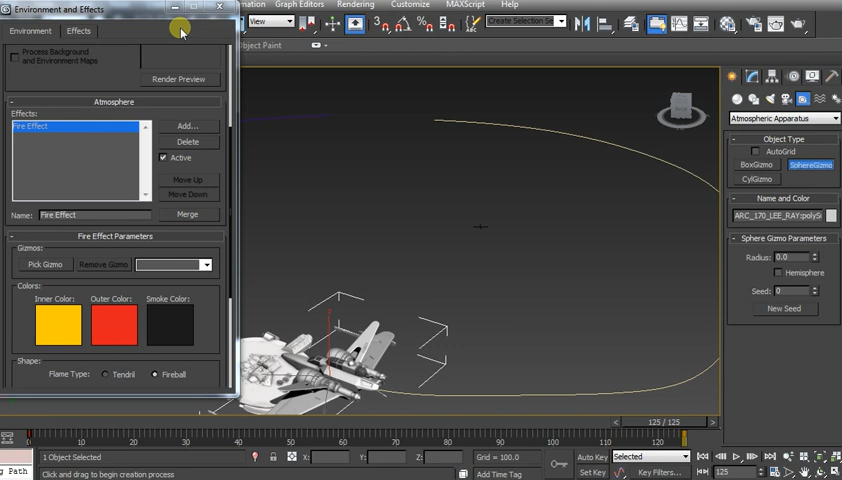 Environment and Effects
Graph Editors Rendering Customize MAXScript Help
Environment Effects
View
Create Selection Se
Object Paint
Process Background
and Environment Maps
Render Preview
Atmosphere
Effects:
Fire Effect
Add...
Delete
Active
Move Up
Move Down
Name: Fire Effect
Merge
Fire Effect Parameters
Gizmos:
Pick Gizmo Remove Gizmo
Colors:
Inner Color: Outer Color: Smoke Color:
Shape:
Flame Type: Tendril Fireball
Atmospheric Apparatus
Object Type
AutoGrid
BoxGizmo SphereGizmo
CylGizmo
Name and Color
ARC_170_LEE_RAY:polyS
Sphere Gizmo Parameters
Radius: 0.0
Hemisphere
Seed: 0
New Seed
125 / 125
10 20 30 40 50 60 70 80 90 100 110 120
1 Object Selected
X: Y: Z:
Grid = 100.0
Auto Key Selected
ng Path
Click and drag to begin creation process
Add Time Tag
Set Key Key Filters...
125